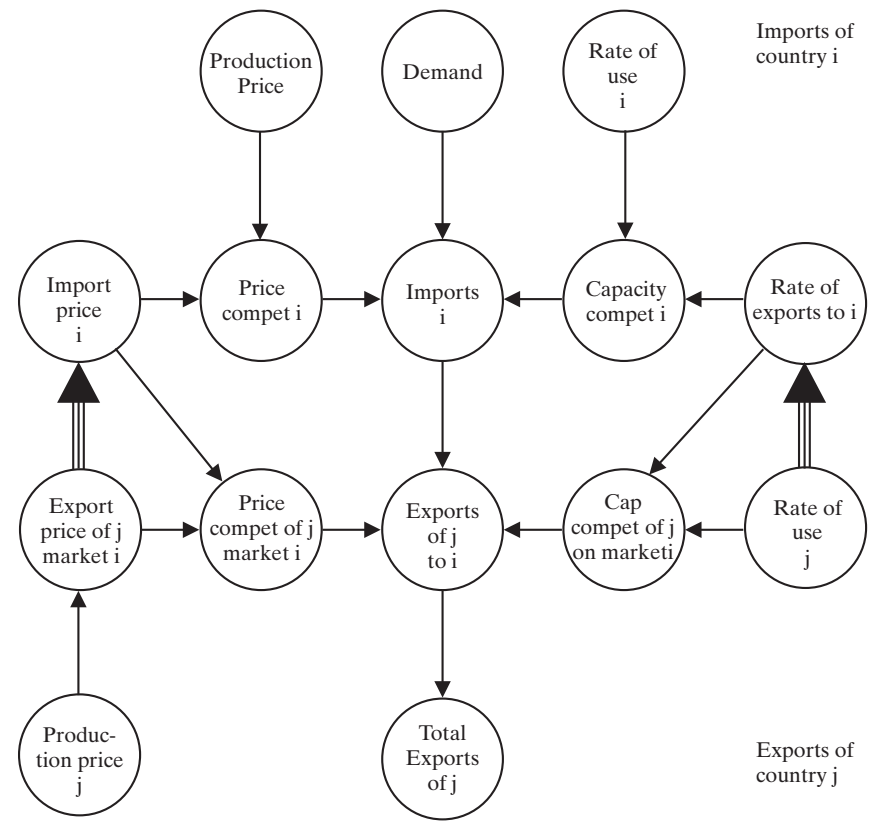 Production
Price
Demand
Rate of
use
i
Imports of
country i
Import
price
i
Price
compet i
Imports
i
Capacity
compet i
Rate of
exports to i
Export
price of j
market i
Price
compet of j
market i
Exports
of j
to i
Cap
compet of j
on marketi
Rate of
use
j
Produc-
tion price
j
Total
Exports
of j
Exports of
country j